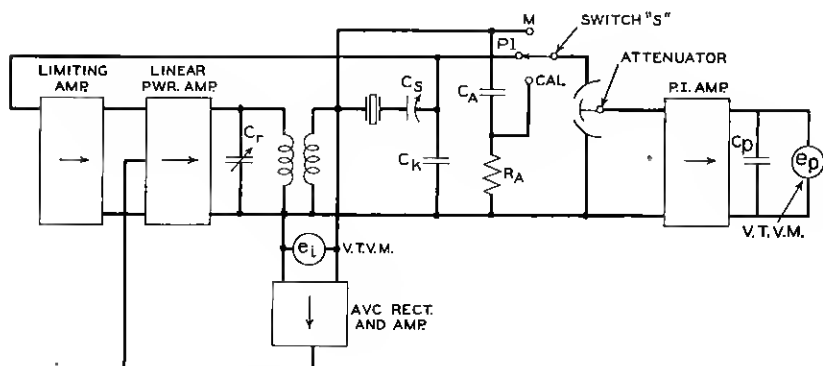 M
SWITCH "S"
PI
ATTENUATOR
LIMITING
AMP.
LINEAR
PWR. AMP.
CAL.
P.I. AMP.
Cr
CS
CA
Ck
RA
Cp
ep
V.T.V.M.
ei
V.T.V.M.
AVC RECT.
AND AMP.